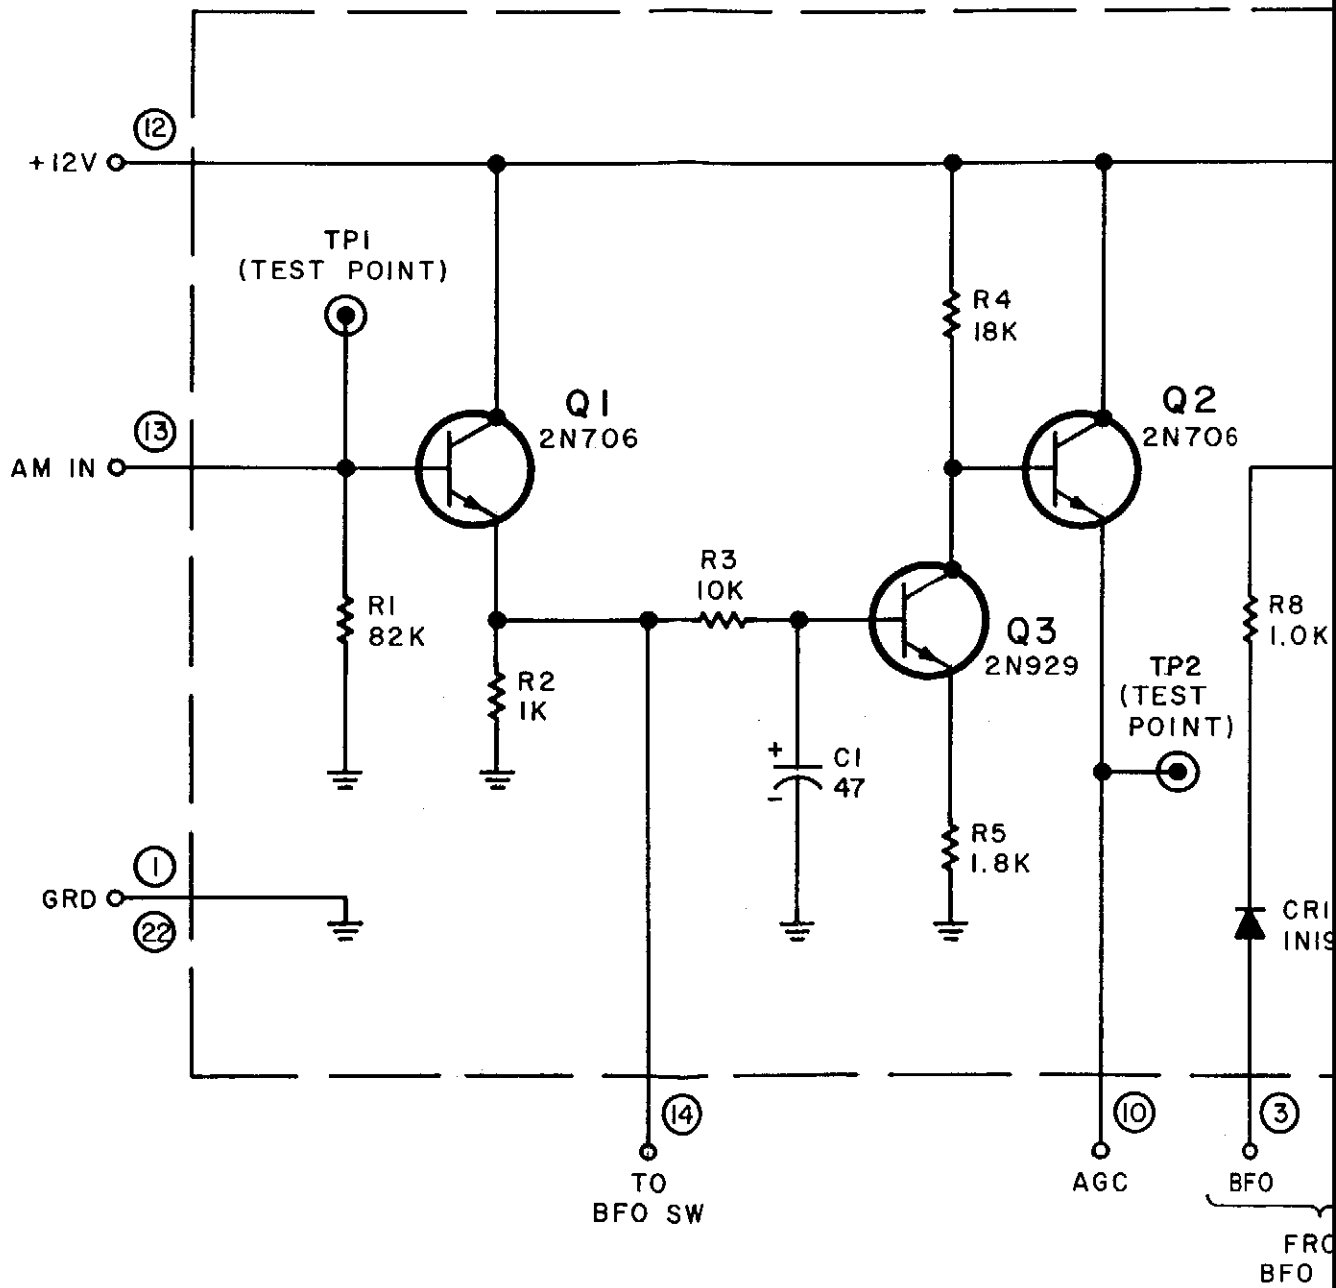 12
+12V
TP1
(TEST POINT)
R4
18K
Q1
2N706
Q2
2N706
13
AM IN
R3
10K
R1
82K
R8
1.0K
Q3
2N929
R2
1K
TP2
(TEST
POINT)
+
C1
47
-
R5
1.8K
1
GRD
22
CR1
14
10
3
TO
BFO SW
AGC
BFO
BFO